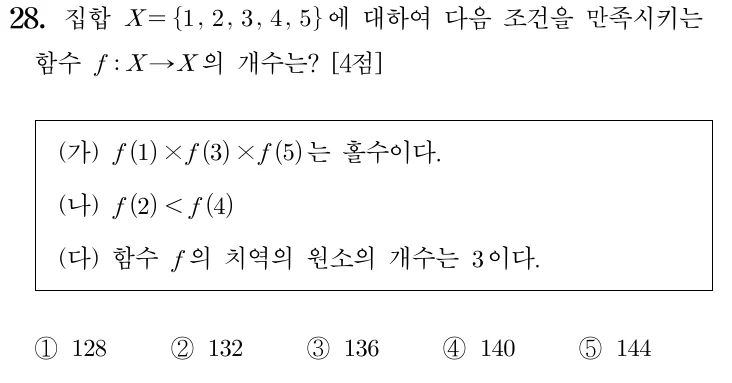 28. 집합 X={1, 2, 3, 4, 5}에 대하여 다음 조건을 만족시키는
함수 f : X→X의 개수는? [4점]
(가) f(1)×f(3)×f(5)는 홀수이다.
(나) f(2)<f(4)
(다) 함수 f의 치역의 원소의 개수는 3이다.
① 128 ② 132 ③ 136 ④ 140 ⑤ 144